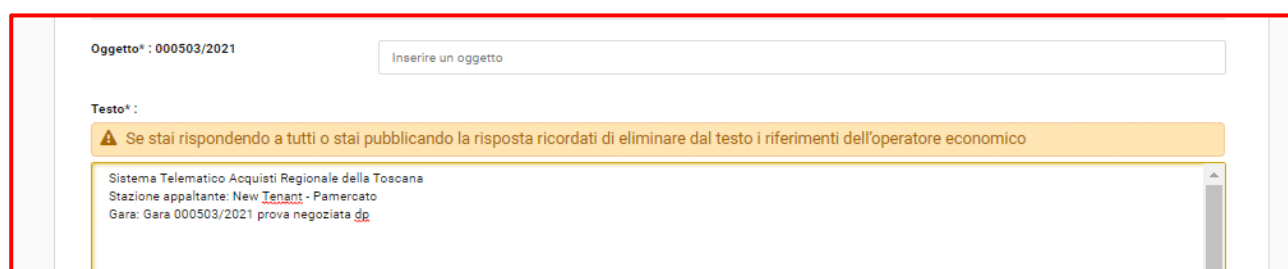 Oggetto* : 000503/2021
Inserire un oggetto
Testo* :
Se stai rispondendo a tutti o stai pubblicando la risposta ricordati di eliminare dal testo i riferimenti dell'operatore economico
Sistema Telematico Acquisti Regionale della Toscana
Stazione appaltante: New Tenant - Pamercato
Gara: Gara 000503/2021 prova negoziata dp